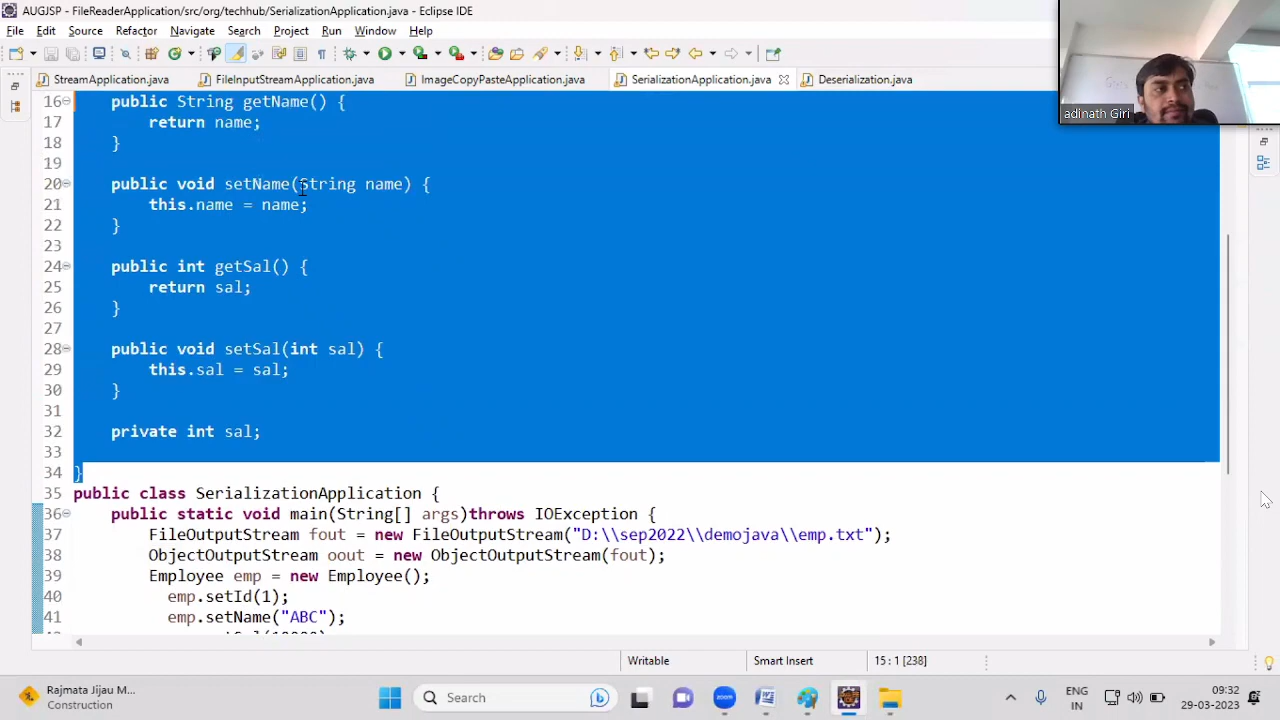 AUGJSP - FileReaderApplication/src/org/techhub/SerializationApplication.java - Eclipse IDE
File Edit Source Refactor Navigate Search Project Run Window Help
StreamApplication.java FileInputStreamApplication.java ImageCopyPasteApplication.java SerializationApplication.java Deserialization.java
adinath Giri
16 public String getName() {
17 return name;
18 }
19
20 public void setName(String name) {
21 this.name = name;
22 }
23
24 public int getSal() {
25 return sal;
26 }
27
28 public void setSal(int sal) {
29 this.sal = sal;
30 }
31
32 private int sal;
33
34 }
35 public class SerializationApplication {
36 public static void main(String[] args)throws IOException {
37 FileOutputStream fout = new FileOutputStream("D:\\sep2022\\demojava\\emp.txt");
38 ObjectOutputStream oout = new ObjectOutputStream(fout);
39 Employee emp = new Employee();
40 emp.setId(1);
41 emp.setName("ABC");
Writable Smart Insert 15 : 1 [238]
Rajmata Jijau M...
Construction
Search
zoom
ENG
IN
09:32
29-03-2023